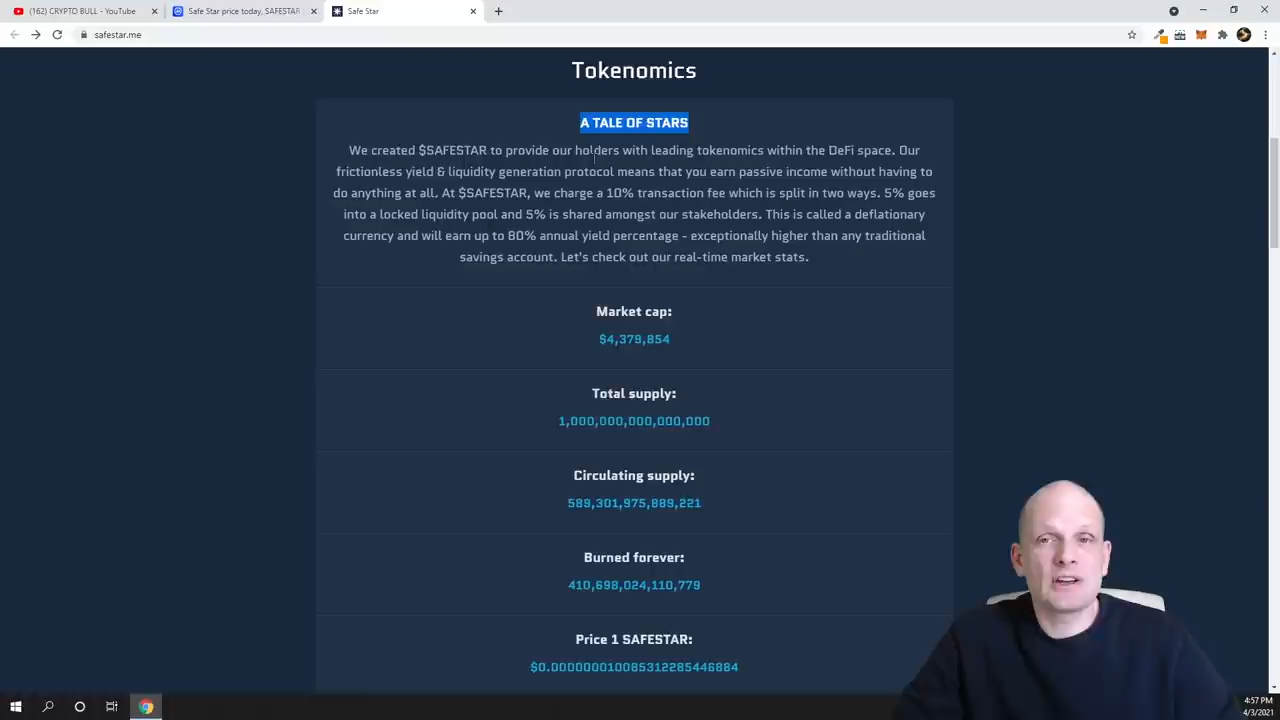 (162) CRYPTO BULL - YouTube
Safe Star price today, SAFESTAR
Safe Star
safestar.me
Tokenomics
A TALE OF STARS
We created $SAFESTAR to provide our holders with leading tokenomics within the DeFi space. Our
frictionless yield & liquidity generation protocol means that you earn passive income without having to
do anything at all. At $SAFESTAR, we charge a 10% transaction fee which is split in two ways. 5% goes
into a locked liquidity pool and 5% is shared amongst our stakeholders. This is called a deflationary
currency and will earn up to 80% annual yield percentage - exceptionally higher than any traditional
savings account. Let's check out our real-time market stats.
Market cap:
$4,379,854
Total supply:
1,000,000,000,000,000
Circulating supply:
589,301,975,889,221
Burned forever:
410,698,024,110,779
Price 1 SAFESTAR:
$0.000000010085312285446884
4:57 PM
4/3/2021